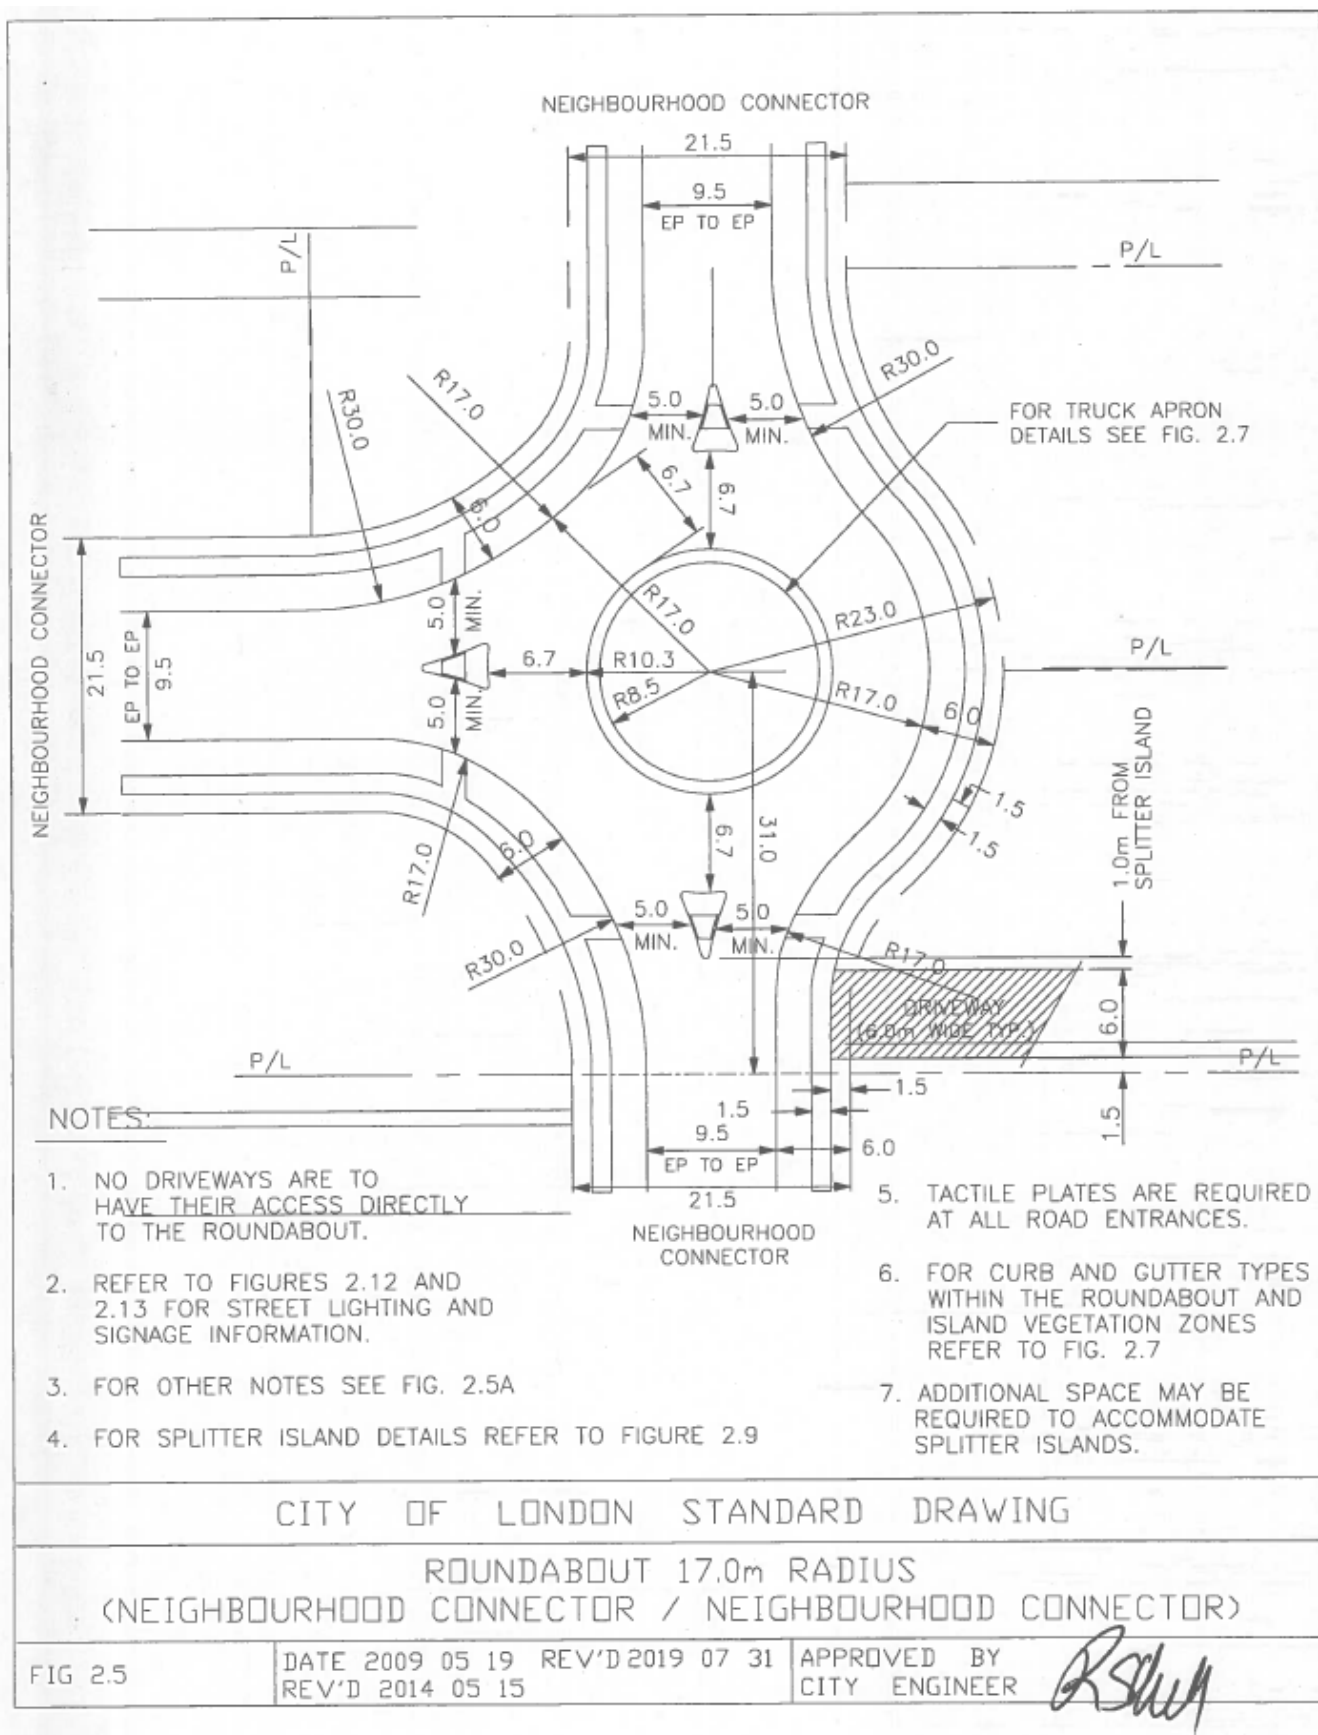 NEIGHBOURHOOD CONNECTOR
21.5
9.5
EP TO EP
P/L
P/L
R30.0
R17.0
R30.0
5.0
MIN.
5.0
MIN.
FOR TRUCK APRON
DETAILS SEE FIG. 2.7
6.7
6.7
6.0
NEIGHBOURHOOD CONNECTOR
21.5
EP TO EP
9.5
5.0
MIN.
5.0
MIN.
6.7
R17.0
R10.3
R8.5
R23.0
R17.0
6.0
P/L
1.5
1.5
1.0m FROM
SPLITTER ISLAND
R17.0
6.0
6.7
31.0
R30.0
5.0
MIN.
5.0
MIN.
R17.0
DRIVEWAY
(6.0m WIDE TYP.)
6.0
P/L
P/L
1.5
1.5
1.5
9.5
EP TO EP
6.0
21.5
NEIGHBOURHOOD
CONNECTOR
NOTES:
1. NO DRIVEWAYS ARE TO
HAVE THEIR ACCESS DIRECTLY
TO THE ROUNDABOUT.
2. REFER TO FIGURES 2.12 AND
2.13 FOR STREET LIGHTING AND
SIGNAGE INFORMATION.
3. FOR OTHER NOTES SEE FIG. 2.5A
4. FOR SPLITTER ISLAND DETAILS REFER TO FIGURE 2.9
5. TACTILE PLATES ARE REQUIRED
AT ALL ROAD ENTRANCES.
6. FOR CURB AND GUTTER TYPES
WITHIN THE ROUNDABOUT AND
ISLAND VEGETATION ZONES
REFER TO FIG. 2.7
7. ADDITIONAL SPACE MAY BE
REQUIRED TO ACCOMMODATE
SPLITTER ISLANDS.
CITY OF LONDON STANDARD DRAWING
ROUNDABOUT 17.0m RADIUS
(NEIGHBOURHOOD CONNECTOR / NEIGHBOURHOOD CONNECTOR)
FIG 2.5
DATE 2009 05 19 REV'D 2019 07 31
REV'D 2014 05 15
APPROVED BY
CITY ENGINEER